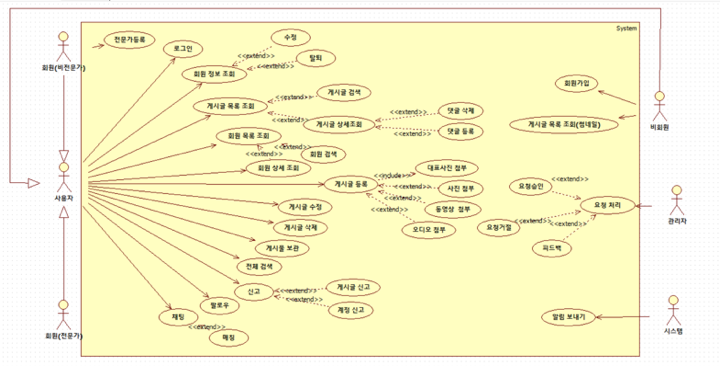 System
회원(비전문가)
전문가등록
로그인
수정
<<extend>>
탈퇴
<<extend>>
회원 정보 조회
게시글 검색
<<extend>>
게시글 목록 조회
<<extend>>
게시글 상세조회
<<extend>>
댓글 삭제
<<extend>>
댓글 등록
회원 목록 조회
<<extend>>
회원 검색
회원 상세 조회
게시글 등록
<<include>>
대표사진 첨부
<<extend>>
사진 첨부
<<extend>>
동영상 첨부
<<extend>>
오디오 첨부
사용자
게시글 수정
게시글 삭제
게시물 보관
전체 검색
신고
<<extend>>
게시글 신고
<<extend>>
계정 신고
팔로우
채팅
<<extend>>
매칭
회원(전문가)
회원가입
게시글 목록 조회(썸네일)
비회원
요청승인
<<extend>>
요청 처리
관리자
요청거절
<<extend>>
<<extend>>
피드백
알림 보내기
시스템